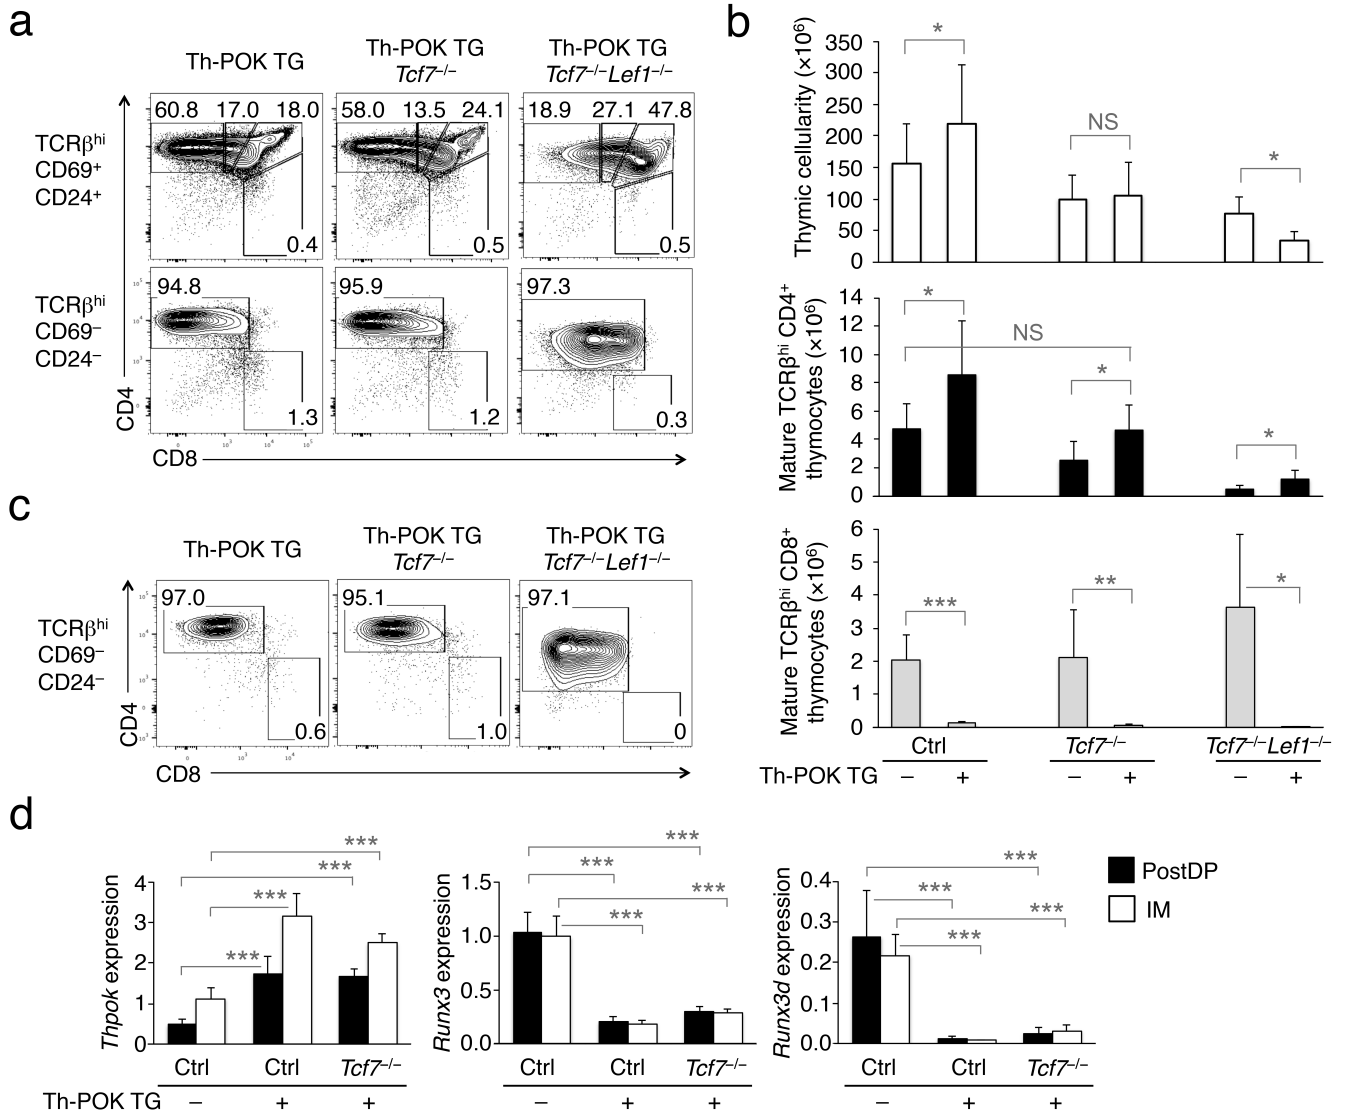 a
Th-POK TG
Th-POK TG
Tcf7–/–
Th-POK TG
Tcf7–/–Lef1–/–
TCRβhi
CD69+
CD24+
60.8 17.0 18.0
0.4
58.0 13.5 24.1
0.5
18.9 27.1 47.8
0.5
TCRβhi
CD69–
CD24–
94.8
1.3
95.9
1.2
97.3
0.3
CD4
CD8
b
Thymic cellularity (×10⁶)
350
300
250
200
150
100
50
0
*
NS
*
Mature TCRβhi CD4+
thymocytes (×10⁶)
14
12
10
8
6
4
2
0
*
NS
*
*
Mature TCRβhi CD8+
thymocytes (×10⁶)
6
5
4
3
2
1
0
***
**
*
Ctrl Tcf7–/– Tcf7–/–Lef1–/–
Th-POK TG – + – + – +
c
Th-POK TG
Th-POK TG
Tcf7–/–
Th-POK TG
Tcf7–/–Lef1–/–
TCRβhi
CD69–
CD24–
97.0
0.6
95.1
1.0
97.1
0
CD4
CD8
d
Thpok expression
4
3
2
1
0
***
***
***
***
Ctrl Ctrl Tcf7–/–
Th-POK TG – + +
Runx3 expression
1.5
1.0
0.5
0.0
***
***
***
***
Ctrl Ctrl Tcf7–/–
– + +
Runx3d expression
0.4
0.3
0.2
0.1
0.0
***
***
***
***
Ctrl Ctrl Tcf7–/–
– + +
PostDP
IM